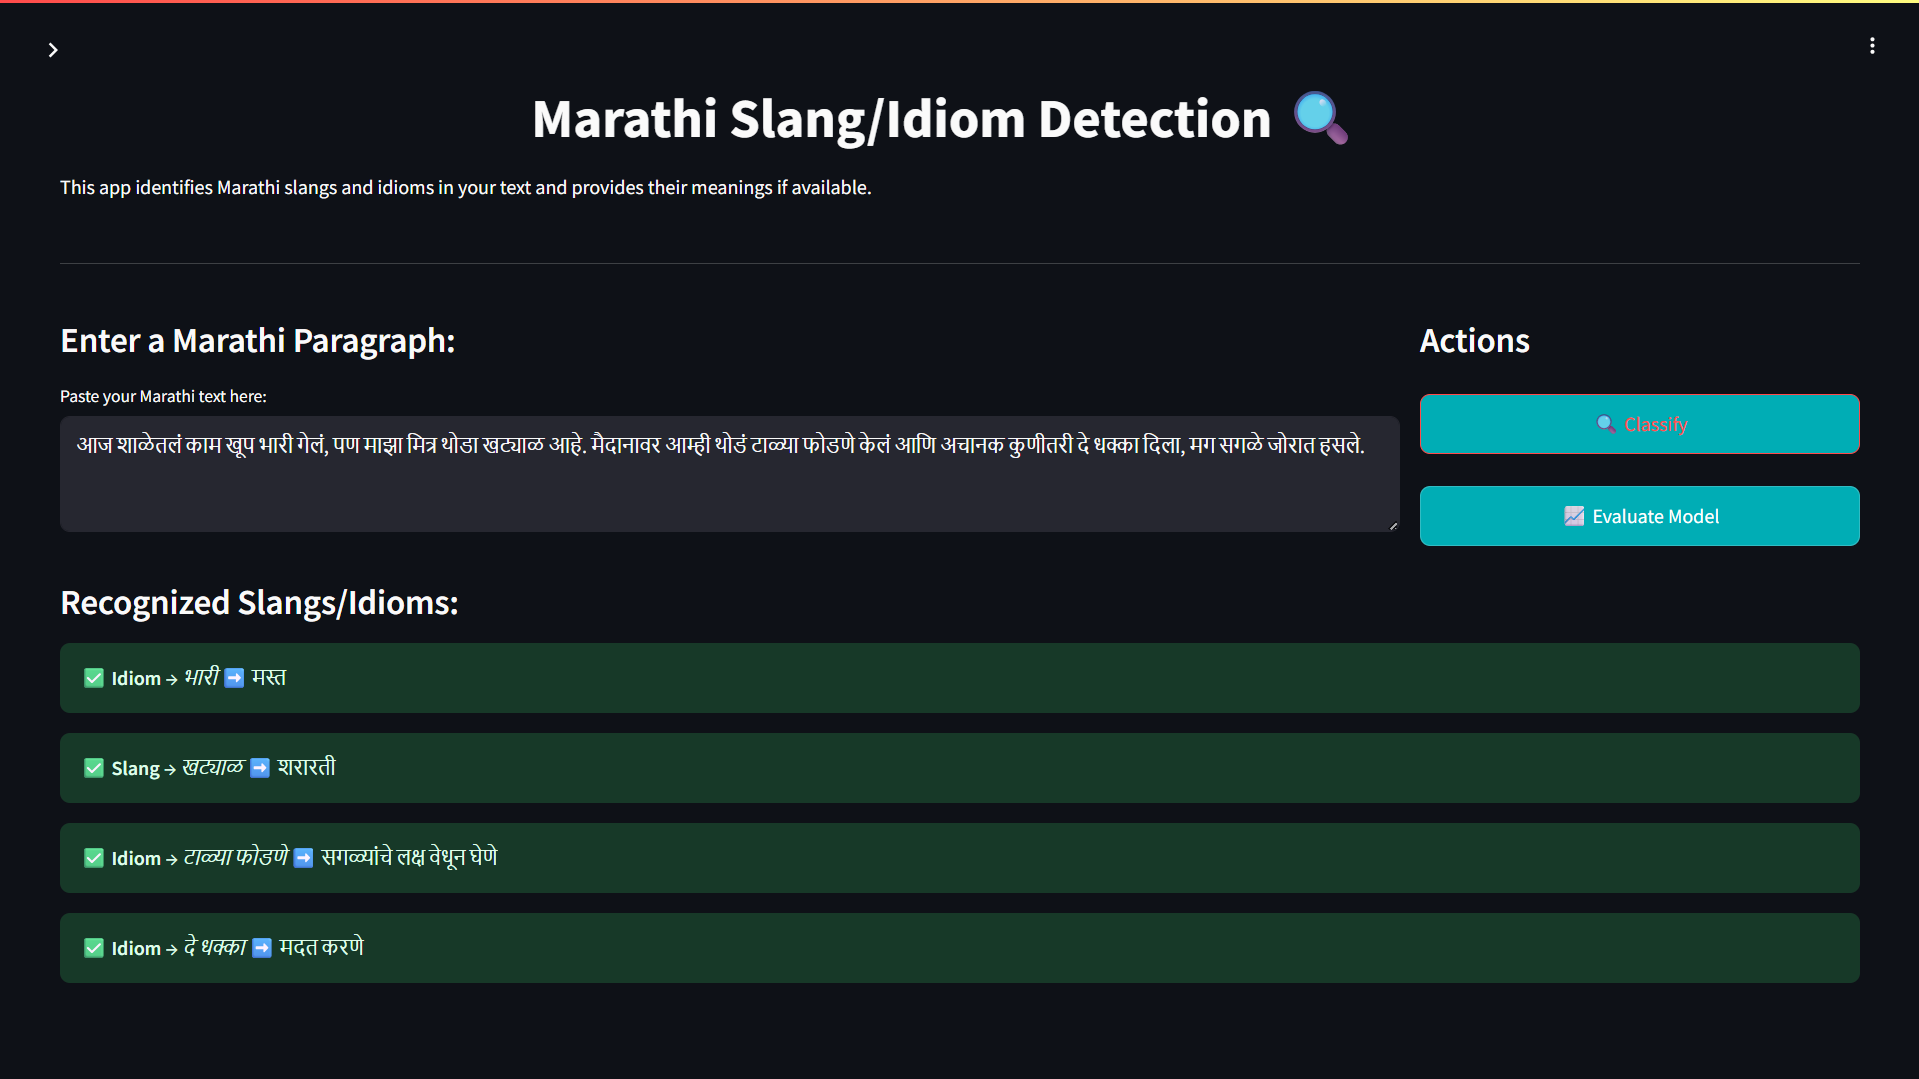 Marathi Slang/Idiom Detection 🔍
This app identifies Marathi slangs and idioms in your text and provides their meanings if available.
Enter a Marathi Paragraph:
Actions
Paste your Marathi text here:
आज शाळेतलं काम खूप भारी गेलं, पण माझा मित्र थोडा खट्याळ आहे. मैदानावर आम्ही थोडं टाळ्या फोडणे केलं आणि अचानक कुणीतरी दे धक्का दिला, मग सगळे जोरात हसले.
🔍 Classify
📈 Evaluate Model
Recognized Slangs/Idioms:
✅ Idiom → भारी ➡️ मस्त
✅ Slang → खट्याळ ➡️ शरारती
✅ Idiom → टाळ्या फोडणे ➡️ सगळ्यांचे लक्ष वेधून घेणे
✅ Idiom → दे धक्का ➡️ मदत करणे